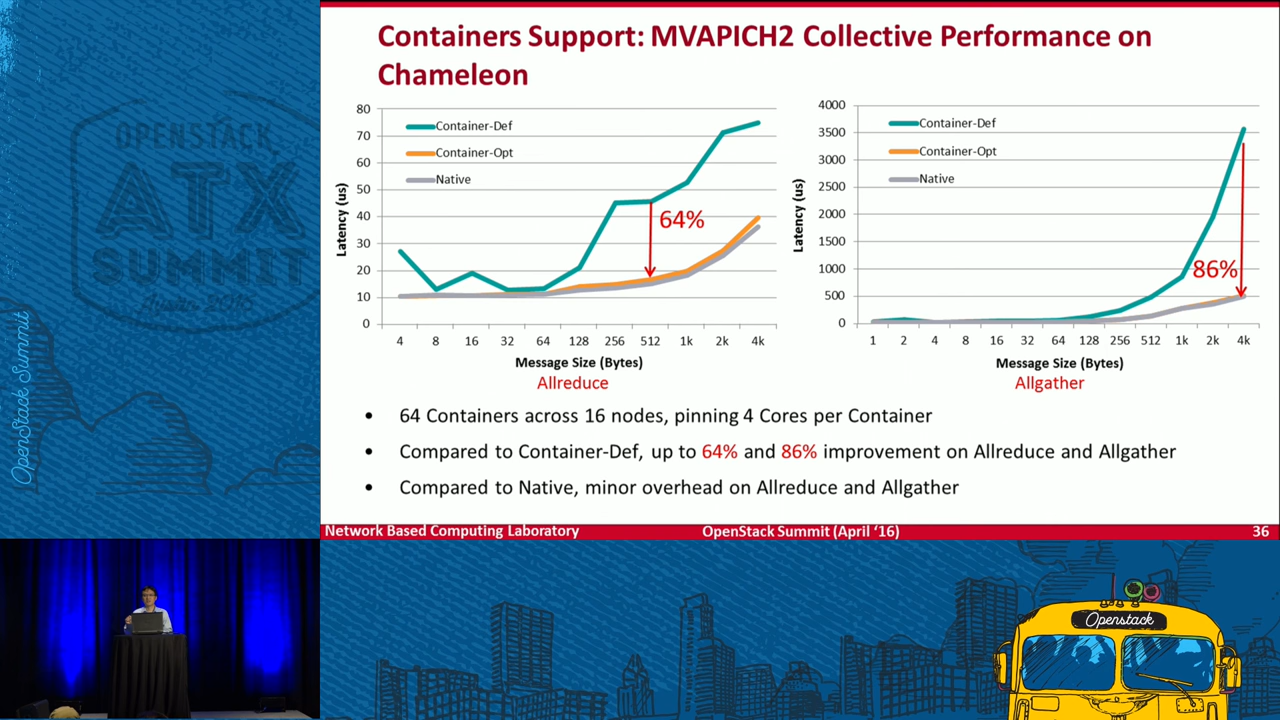 Containers Support: MVAPICH2 Collective Performance on
Chameleon
80
70
60
50
40
30
20
10
0
Latency (us)
Container-Def
Container-Opt
Native
64%
4 8 16 32 64 128 256 512 1k 2k 4k
Message Size (Bytes)
Allreduce
4000
3500
3000
2500
2000
1500
1000
500
0
Latency (us)
Container-Def
Container-Opt
Native
86%
1 2 4 8 16 32 64 128 256 512 1k 2k 4k
Message Size (Bytes)
Allgather
• 64 Containers across 16 nodes, pinning 4 Cores per Container
• Compared to Container-Def, up to 64% and 86% improvement on Allreduce and Allgather
• Compared to Native, minor overhead on Allreduce and Allgather
Network Based Computing Laboratory OpenStack Summit (April ‘16) 36
OPENSTACK
ATX
SUMMIT
OpenStack Summit
Openstack